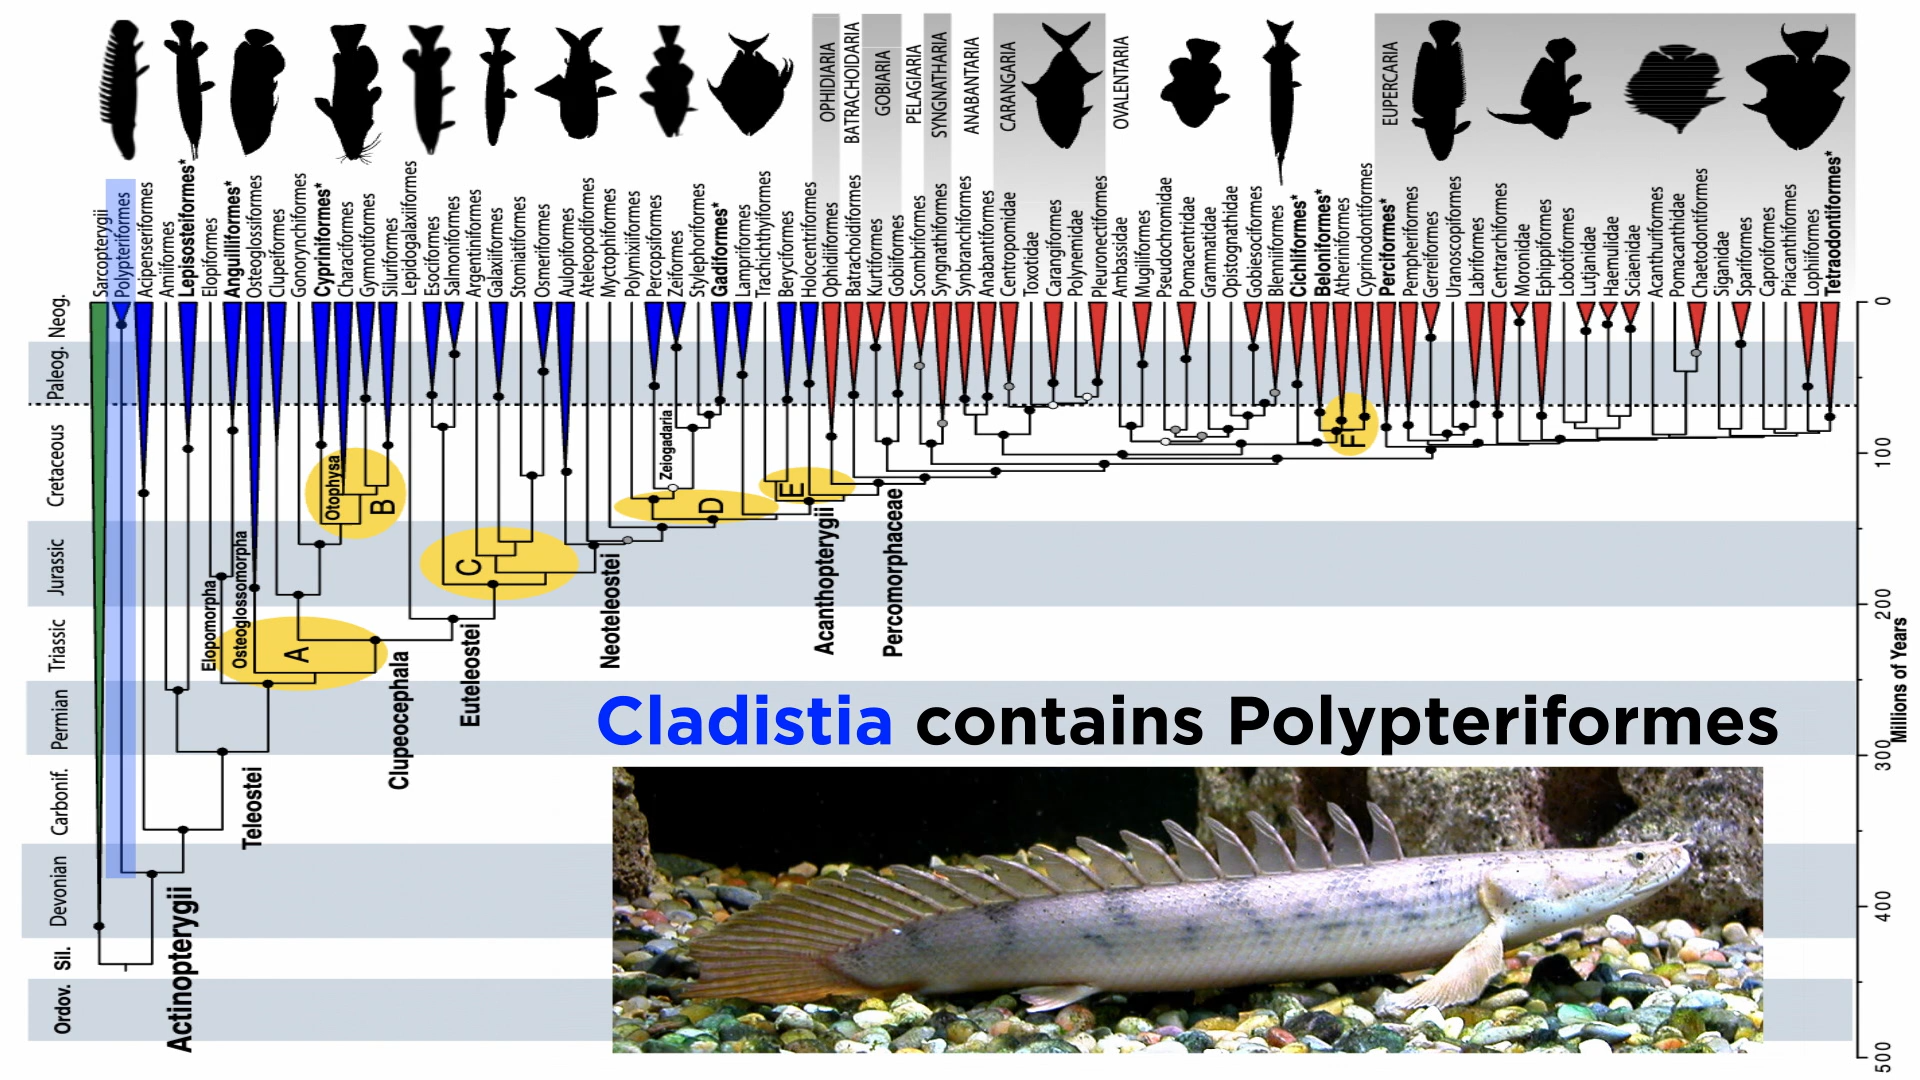 OPHIDIARIA
BATRACHOIDARIA
GOBIARIA
PELAGIARIA
SYNGNATHARIA
ANABANTARIA
CARANGARIA
OVALENTARIA
EUPERCARIA
Sarcopterygii
Polypteriformes
Acipenseriformes
Amiiformes
Lepisosteiformes*
Elopiformes
Anguilliformes*
Osteoglossiformes
Clupeiformes
Gonorynchiformes
Cypriniformes*
Characiformes
Gymnotiformes
Siluriformes
Lepidogalaxiiformes
Esociformes
Salmoniformes
Argentiniformes
Galaxiiformes
Stomiatiformes
Osmeriformes
Aulopiformes
Ateleopodiformes
Myctophiformes
Polymixiiformes
Percopsiformes
Zeiformes
Stylephoriformes
Gadiformes*
Lampriformes
Trachichthyiformes
Beryciformes
Holocentriformes
Ophidiiformes
Batrachoidiformes
Kurtiformes
Gobiiformes
Scombriformes
Syngnathiformes
Synbranchiformes
Anabantiformes
Centropomidae
Toxotidae
Carangiformes
Polynemidae
Pleuronectiformes
Ambassidae
Mugiliformes
Pseudochromidae
Pomacentridae
Grammatidae
Opistognathidae
Gobiesociformes
Blenniiformes
Cichliformes*
Beloniformes*
Atheriniformes
Cyprinodontiformes
Perciformes*
Pempheriformes
Gerreiformes
Uranoscopiformes
Labriformes
Centrarchiformes
Moronidae
Ephippiformes
Lobotiformes
Lutjanidae
Haemulidae
Sciaenidae
Acanthuriformes
Pomacanthidae
Chaetodontiformes
Siganidae
Spariformes
Caproiformes
Priacanthiformes
Lophiiformes
Tetraodontiformes*
Neog.
Paleog.
Cretaceous
Jurassic
Triassic
Permian
Carbonif.
Devonian
Sil.
Ordov.
Otophysa
B
Zeiogadaria
D
E
F
C
A
Elopomorpha
Osteoglossomorpha
Neoteleostei
Acanthopterygii
Percomorphaceae
Euteleostei
Clupeocephala
Teleostei
Actinopterygii
0
100
200
300
400
500
Millions of Years
Cladistia contains Polypteriformes